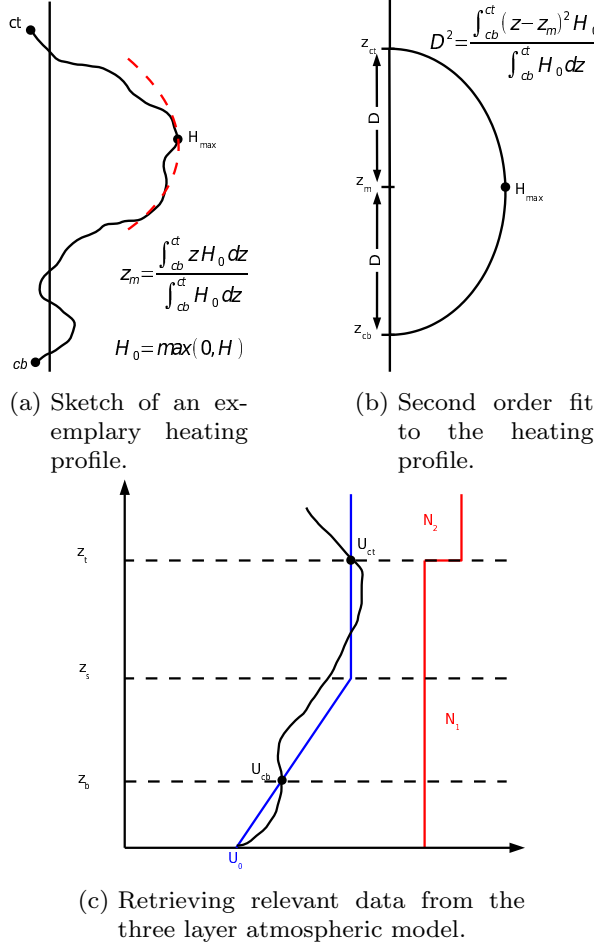 ct
H_max
z_m = ∫_cb^ct z H_0 dz / ∫_cb^ct H_0 dz
H_0 = max(0, H)
cb
(a) Sketch of an ex-
emplary heating
profile.
D^2 = ∫_cb^ct (z − z_m)^2 H_0 / ∫_cb^ct H_0 dz
z_ct
D
z_m
H_max
D
z_cb
(b) Second order fit
to the heating
profile.
N_2
U_ct
z_t
z_s
N_1
U_cb
z_b
U_0
(c) Retrieving relevant data from the
three layer atmospheric model.